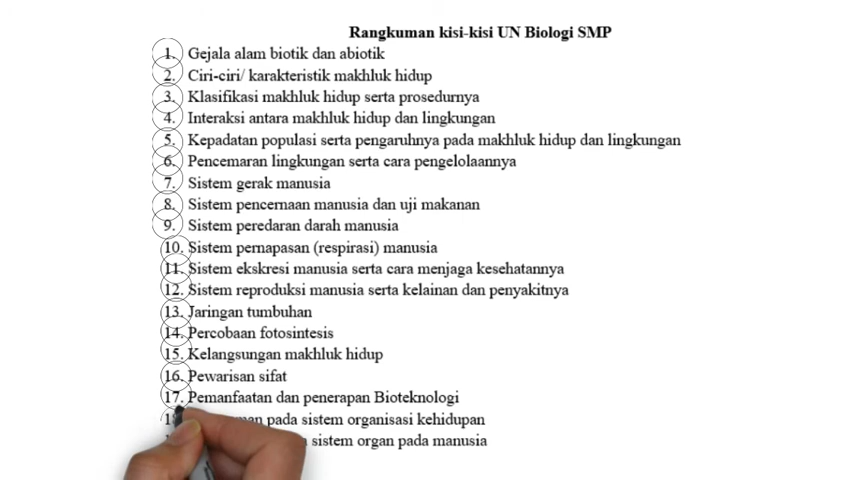 Rangkuman kisi-kisi UN Biologi SMP
1. Gejala alam biotik dan abiotik
2. Ciri-ciri/ karakteristik makhluk hidup
3. Klasifikasi makhluk hidup serta prosedurnya
4. Interaksi antara makhluk hidup dan lingkungan
5. Kepadatan populasi serta pengaruhnya pada makhluk hidup dan lingkungan
6. Pencemaran lingkungan serta cara pengelolaannya
7. Sistem gerak manusia
8. Sistem pencernaan manusia dan uji makanan
9. Sistem peredaran darah manusia
10. Sistem pernapasan (respirasi) manusia
11. Sistem ekskresi manusia serta cara menjaga kesehatannya
12. Sistem reproduksi manusia serta kelainan dan penyakitnya
13. Jaringan tumbuhan
14. Percobaan fotosintesis
15. Kelangsungan makhluk hidup
16. Pewarisan sifat
17. Pemanfaatan dan penerapan Bioteknologi
pada sistem organisasi kehidupan
sistem organ pada manusia